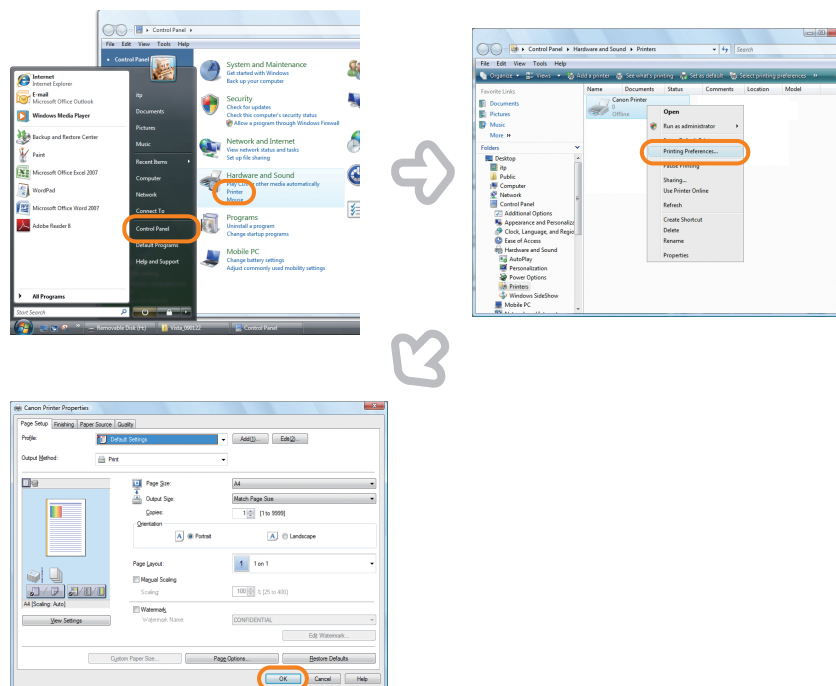 Control Panel
File Edit View Tools Help
Control Panel
System and Maintenance
Get started with Windows
Back up your computer
Security
Check for updates
Check this computer's security status
Allow a program through Windows Firewall
Network and Internet
View network status and tasks
Set up file sharing
Hardware and Sound
Play CDs or other media automatically
Printer
Mouse
Programs
Uninstall a program
Change startup programs
Mobile PC
Change battery settings
Adjust commonly used mobility settings
Internet
Internet Explorer
E-mail
Microsoft Office Outlook
Windows Media Player
Backup and Restore Center
Paint
Microsoft Office Excel 2007
WordPad
Microsoft Office Word 2007
Adobe Reader 8
All Programs
Start Search
itp
Documents
Pictures
Music
Recent Items
Computer
Network
Connect To
Control Panel
Default Programs
Help and Support
Removable Disk (H:) Vista_090122 Control Panel
Control Panel Hardware and Sound Printers Search
File Edit View Tools Help
Organize Views Add a printer See what's printing Set as default Select printing preferences
Favorite Links
Documents
Pictures
Music
More
Folders
Desktop
itp
Public
Computer
Network
Control Panel
Additional Options
Appearance and Personaliza
Clock, Language, and Regio
Ease of Access
Hardware and Sound
AutoPlay
Personalization
Power Options
Printers
Windows SideShow
Mobile PC
Name Documents Status Comments Location Model
Canon Printer
0
Offline
Open
Run as administrator
Printing Preferences...
Pause Printing
Sharing...
Use Printer Online
Refresh
Create Shortcut
Delete
Rename
Properties
Canon Printer Properties
Page Setup Finishing Paper Source Quality
Profile: Default Settings Add(1)... Edit(2)...
Output Method: Print
Page Size: A4
Output Size: Match Page Size
Copies: 1 [1 to 9999]
Orientation
A Portrait A Landscape
Page Layout: 1 1 on 1
Manual Scaling
Scaling: 100 % [25 to 400]
A4 [Scaling: Auto]
View Settings
Watermark
Watermark Name: CONFIDENTIAL
Edit Watermark...
Custom Paper Size... Page Options... Restore Defaults
OK Cancel Help